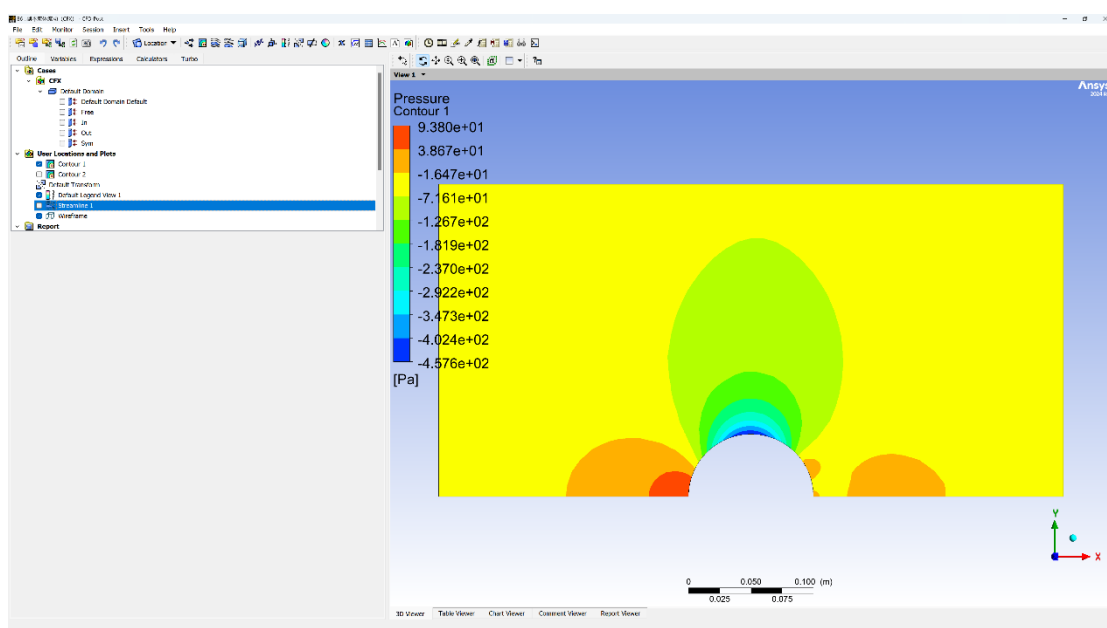 CFD-Post
File Edit Monitor Session Insert Tools Help
Location
Outline Variables Expressions Calculators Turbo
Cases
CFX
Default Domain
Default Domain Default
Free
In
Out
Sym
User Locations and Plots
Contour 1
Contour 2
Default Transform
Default Legend View 1
Streamline 1
Wireframe
Report
View 1
Ansys
Pressure
Contour 1
9.380e+01
3.867e+01
-1.647e+01
-7.161e+01
-1.267e+02
-1.819e+02
-2.370e+02
-2.922e+02
-3.473e+02
-4.024e+02
-4.576e+02
[Pa]
Y
X
0 0.050 0.100 (m)
0.025 0.075
3D Viewer Table Viewer Chart Viewer Comment Viewer Report Viewer